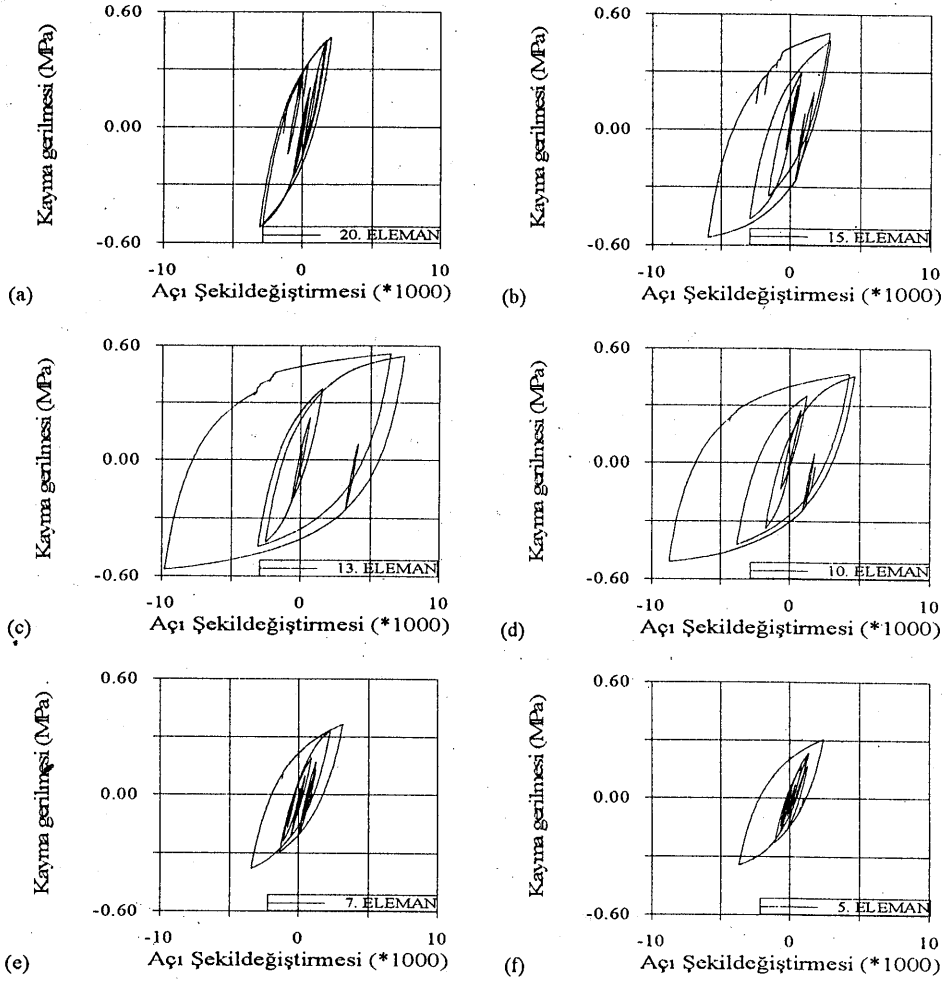 0.60
0.00
-0.60
Kayma gerilmesi (MPa)
20. ELEMAN
-10 0 10
(a) Açı Şekildeğiştirmesi (*1000)
0.60
0.00
-0.60
Kayma gerilmesi (MPa)
15. ELEMAN
-10 0 10
(b) Açı Şekildeğiştirmesi (*1000)
0.60
0.00
-0.60
Kayma gerilmesi (MPa)
13. ELEMAN
-10 0 10
(c) Açı Şekildeğiştirmesi (*1000)
0.60
0.00
-0.60
Kayma gerilmesi (MPa)
10. ELEMAN
-10 0 10
(d) Açı Şekildeğiştirmesi (*1000)
0.60
0.00
-0.60
Kayma gerilmesi (MPa)
7. ELEMAN
-10 0 10
(e) Açı Şekildeğiştirmesi (*1000)
0.60
0.00
-0.60
Kayma gerilmesi (MPa)
5. ELEMAN
-10 0 10
(f) Açı Şekildeğiştirmesi (*1000)